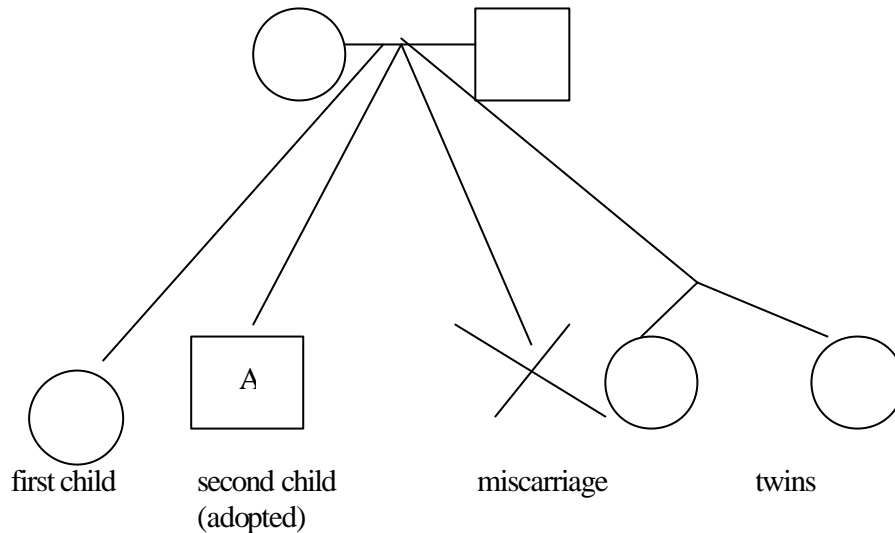 A
first child
second child
(adopted)
miscarriage
twins